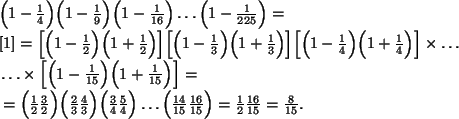 (1 − 1/4)(1 − 1/9)(1 − 1/16) … (1 − 1/225) =
[1] = [(1 − 1/2)(1 + 1/2)] [(1 − 1/3)(1 + 1/3)] [(1 − 1/4)(1 + 1/4)] × …
… × [(1 − 1/15)(1 + 1/15)] =
= (1/2 3/2)(2/3 4/3)(3/4 5/4) … (14/15 16/15) = 1/2 16/15 = 8/15.